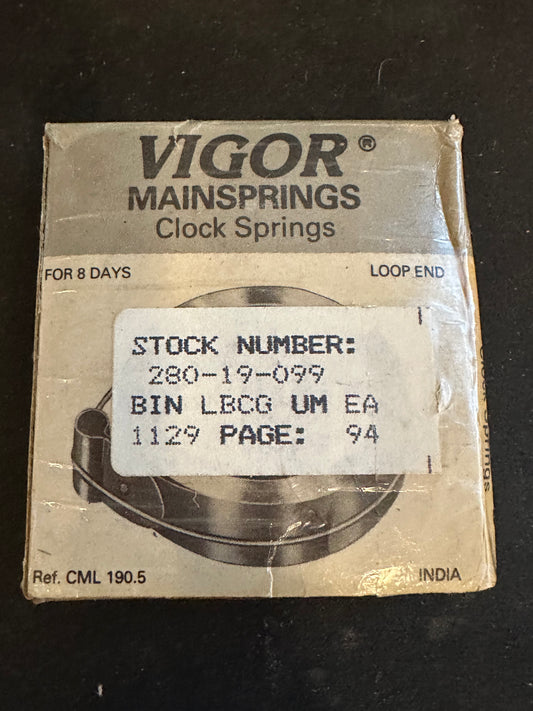 VIGOR®
MAINSPRINGS
Clock Springs
FOR 8 DAYS LOOP END
STOCK NUMBER:
280-19-099
BIN LBCG UM EA
1129 PAGE: 94
Ref. CML 190.5 INDIA